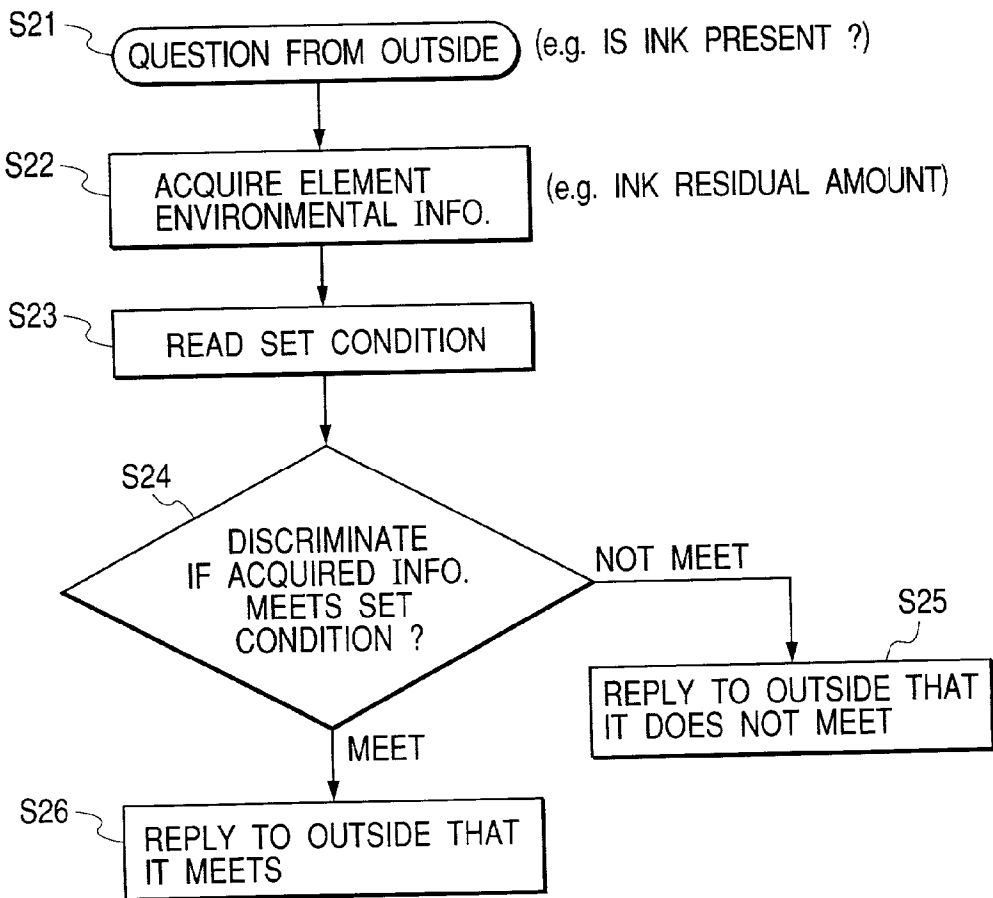 S21
QUESTION FROM OUTSIDE
(e.g. IS INK PRESENT ?)
S22
ACQUIRE ELEMENT
ENVIRONMENTAL INFO.
(e.g. INK RESIDUAL AMOUNT)
S23
READ SET CONDITION
S24
DISCRIMINATE
IF ACQUIRED INFO.
MEETS SET
CONDITION ?
NOT MEET
S25
REPLY TO OUTSIDE THAT
IT DOES NOT MEET
MEET
S26
REPLY TO OUTSIDE THAT
IT MEETS